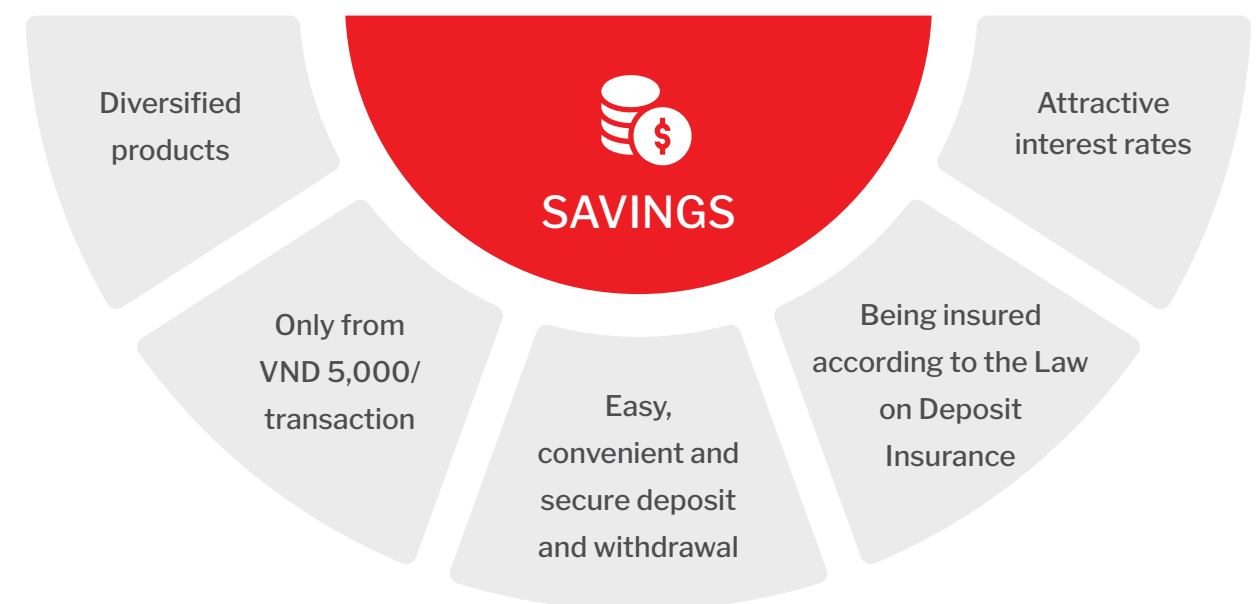 SAVINGS
Diversified
products
Only from
VND 5,000/
transaction
Easy,
convenient and
secure deposit
and withdrawal
Being insured
according to the Law
on Deposit
Insurance
Attractive
interest rates